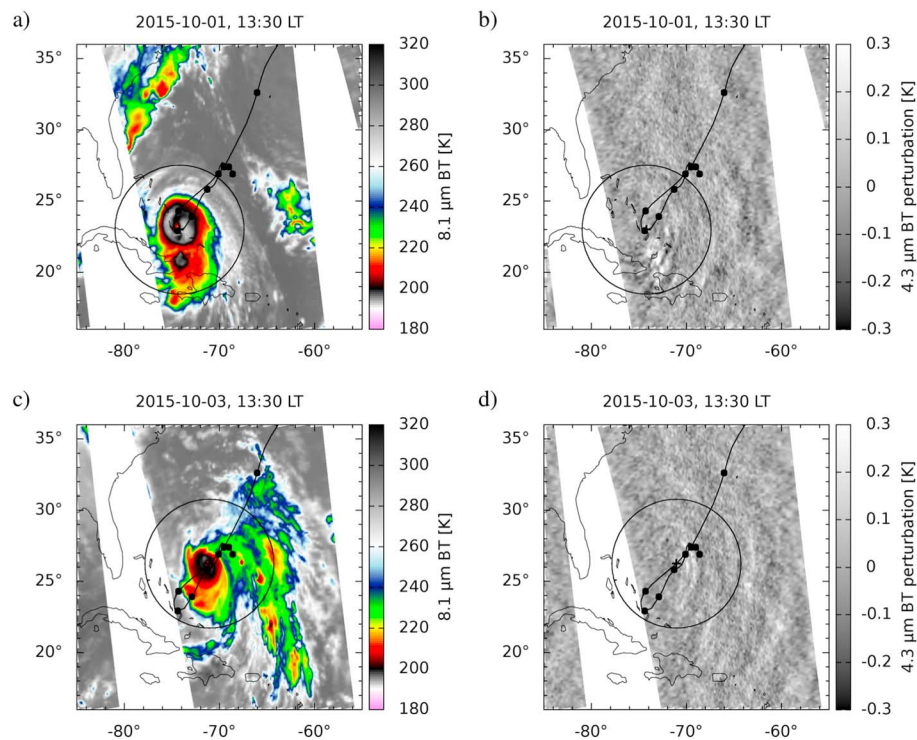 a)
2015-10-01, 13:30 LT
35°
30°
25°
20°
-80° -70° -60°
320
300
280
260
240
220
200
180
8.1 µm BT [K]
b)
2015-10-01, 13:30 LT
35°
30°
25°
20°
-80° -70° -60°
0.3
0.2
0.1
0
-0.1
-0.2
-0.3
4.3 µm BT perturbation [K]
c)
2015-10-03, 13:30 LT
35°
30°
25°
20°
-80° -70° -60°
320
300
280
260
240
220
200
180
8.1 µm BT [K]
d)
2015-10-03, 13:30 LT
35°
30°
25°
20°
-80° -70° -60°
0.3
0.2
0.1
0
-0.1
-0.2
-0.3
4.3 µm BT perturbation [K]